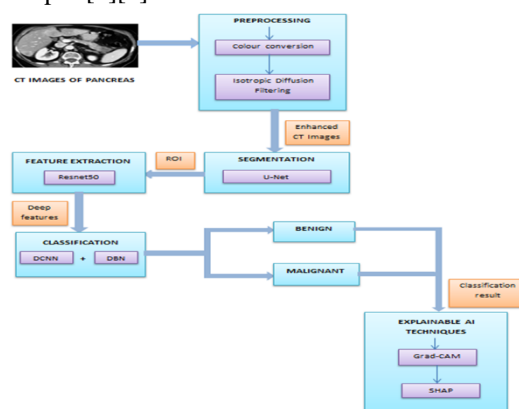 PREPROCESSING
Colour conversion
Isotropic Diffusion
Filtering
CT IMAGES OF PANCREAS
Enhanced
CT Images
SEGMENTATION
U-Net
ROI
FEATURE EXTRACTION
Resnet50
Deep
features
CLASSIFICATION
DCNN + DBN
BENIGN
MALIGNANT
Classification
result
EXPLAINABLE AI
TECHNIQUES
Grad-CAM
SHAP